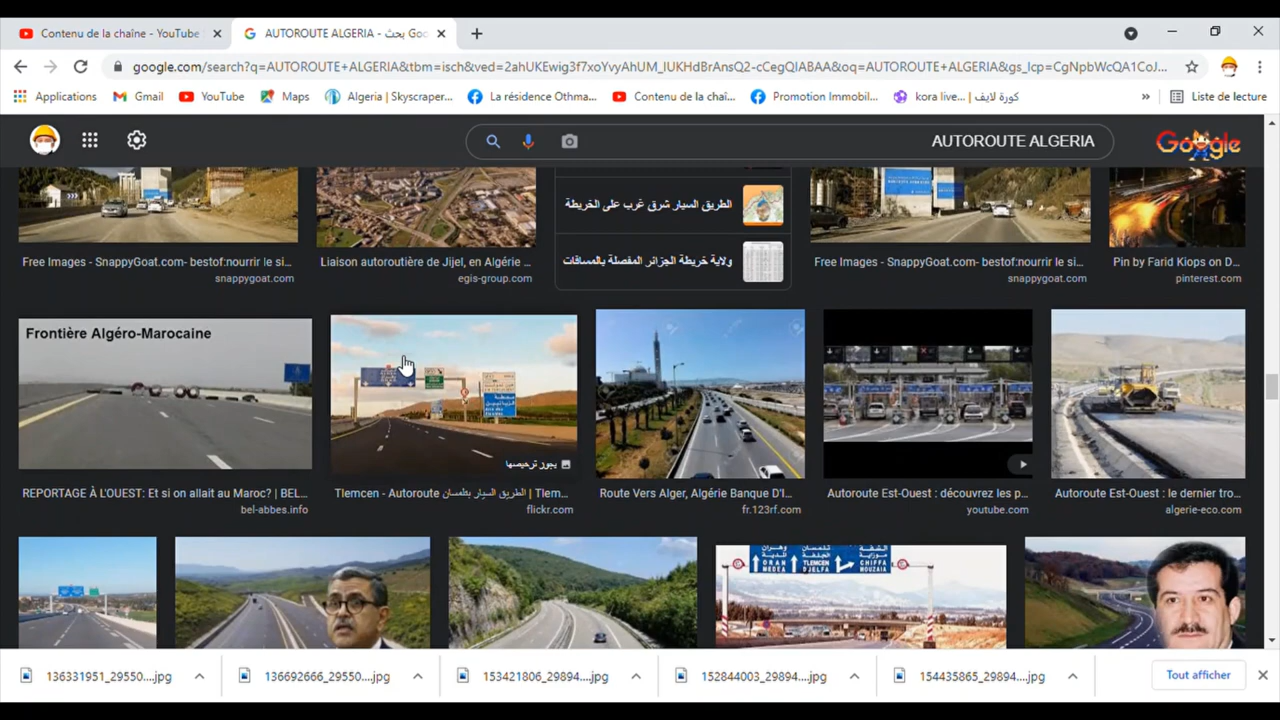 Contenu de la chaîne - YouTube
AUTOROUTE ALGERIA - بحث Goo
google.com/search?q=AUTOROUTE+ALGERIA&tbm=isch&ved=2ahUKEwig3f7xoYvyAhUM_IUKHdBrAnsQ2-cCegQIABAA&oq=AUTOROUTE+ALGERIA&gs_lcp=CgNpbWcQA1CoJ...
Applications Gmail YouTube Maps Algeria | Skyscraper... La résidence Othma... Contenu de la chaî... Promotion Immobil... kora live... | كورة لايف » Liste de lecture
AUTOROUTE ALGERIA Google
الطريق السيار شرق غرب على الخريطة
ولاية خريطة الجزائر المفصلة بالمسافات
Free Images - SnappyGoat.com- bestof:nourrir le si... Liaison autoroutière de Jijel, en Algérie ... Free Images - SnappyGoat.com- bestof:nourrir le si... Pin by Farid Kiops on D...
snappygoat.com egis-group.com snappygoat.com pinterest.com
Frontière Algéro-Marocaine
يجوز ترخيصها
REPORTAGE À L'OUEST: Et si on allait au Maroc? | BEL... Tlemcen - Autoroute الطريق السيار بتلمسان | Tlem... Route Vers Alger, Algérie Banque D'I... Autoroute Est-Ouest : découvrez les p... Autoroute Est-Ouest : le dernier tro...
bel-abbes.info flickr.com fr.123rf.com youtube.com algerie-eco.com
وهران تلمسان الشفة
المدية الجلفة موزاية
ORAN TLEMCEN CHIFFA
MEDEA DJELFA MOUZAIA
136331951_29550....jpg 136692666_29550....jpg 153421806_29894....jpg 152844003_29894....jpg 154435865_29894....jpg Tout afficher